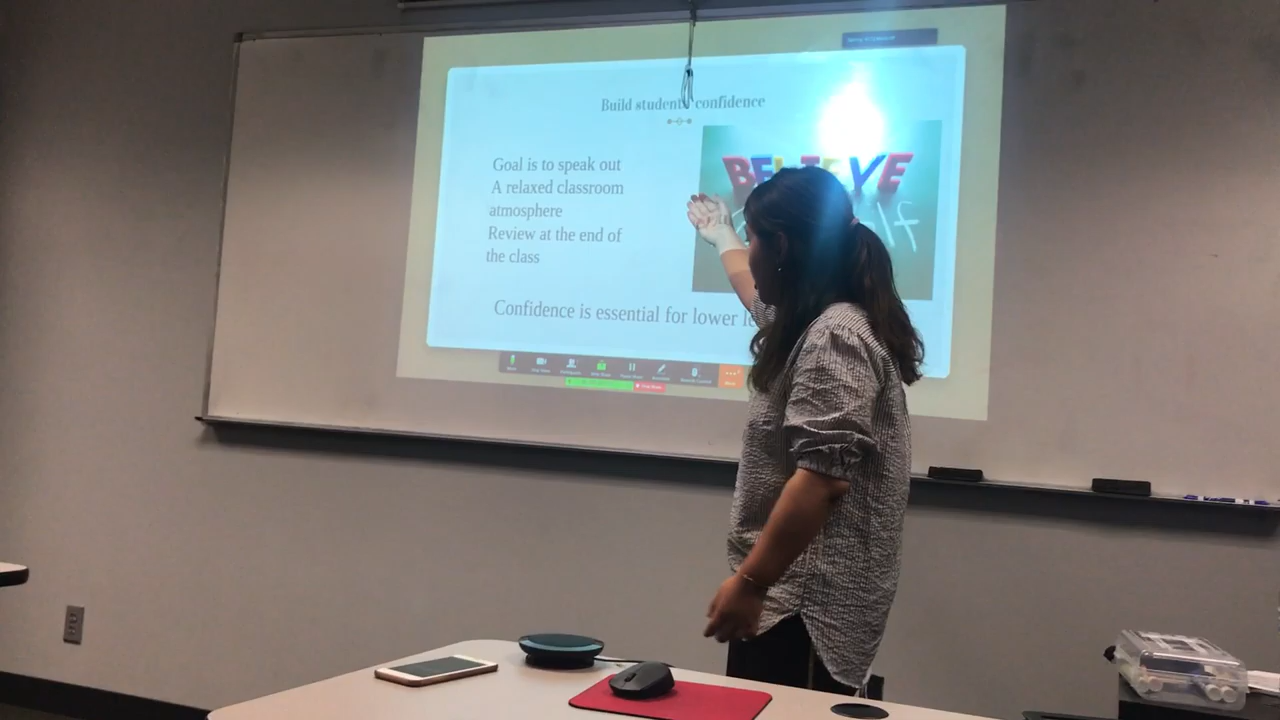 Build students' confidence
BELIEVE
Goal is to speak out
A relaxed classroom
atmosphere
Review at the end of
the class
Confidence is essential for lower